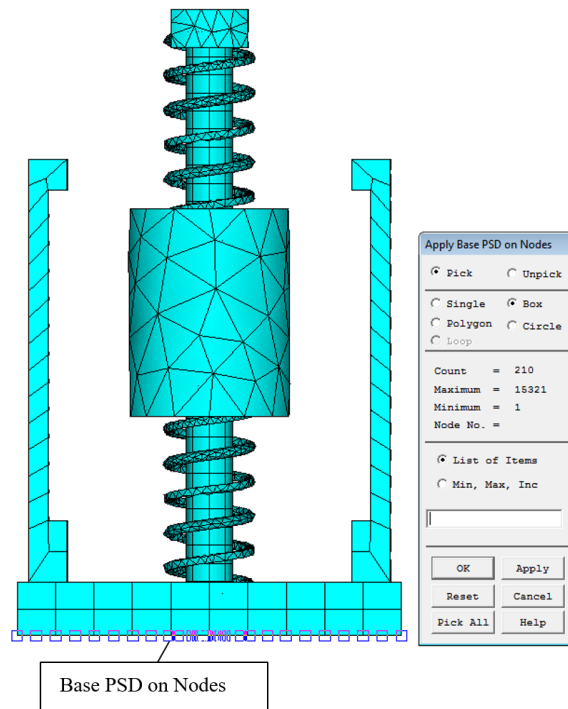 Apply Base PSD on Nodes
Pick Unpick
Single Box
Polygon Circle
Loop
Count = 210
Maximum = 15321
Minimum = 1
Node No. =
List of Items
Min, Max, Inc
OK Apply
Reset Cancel
Pick All Help
Base PSD on Nodes